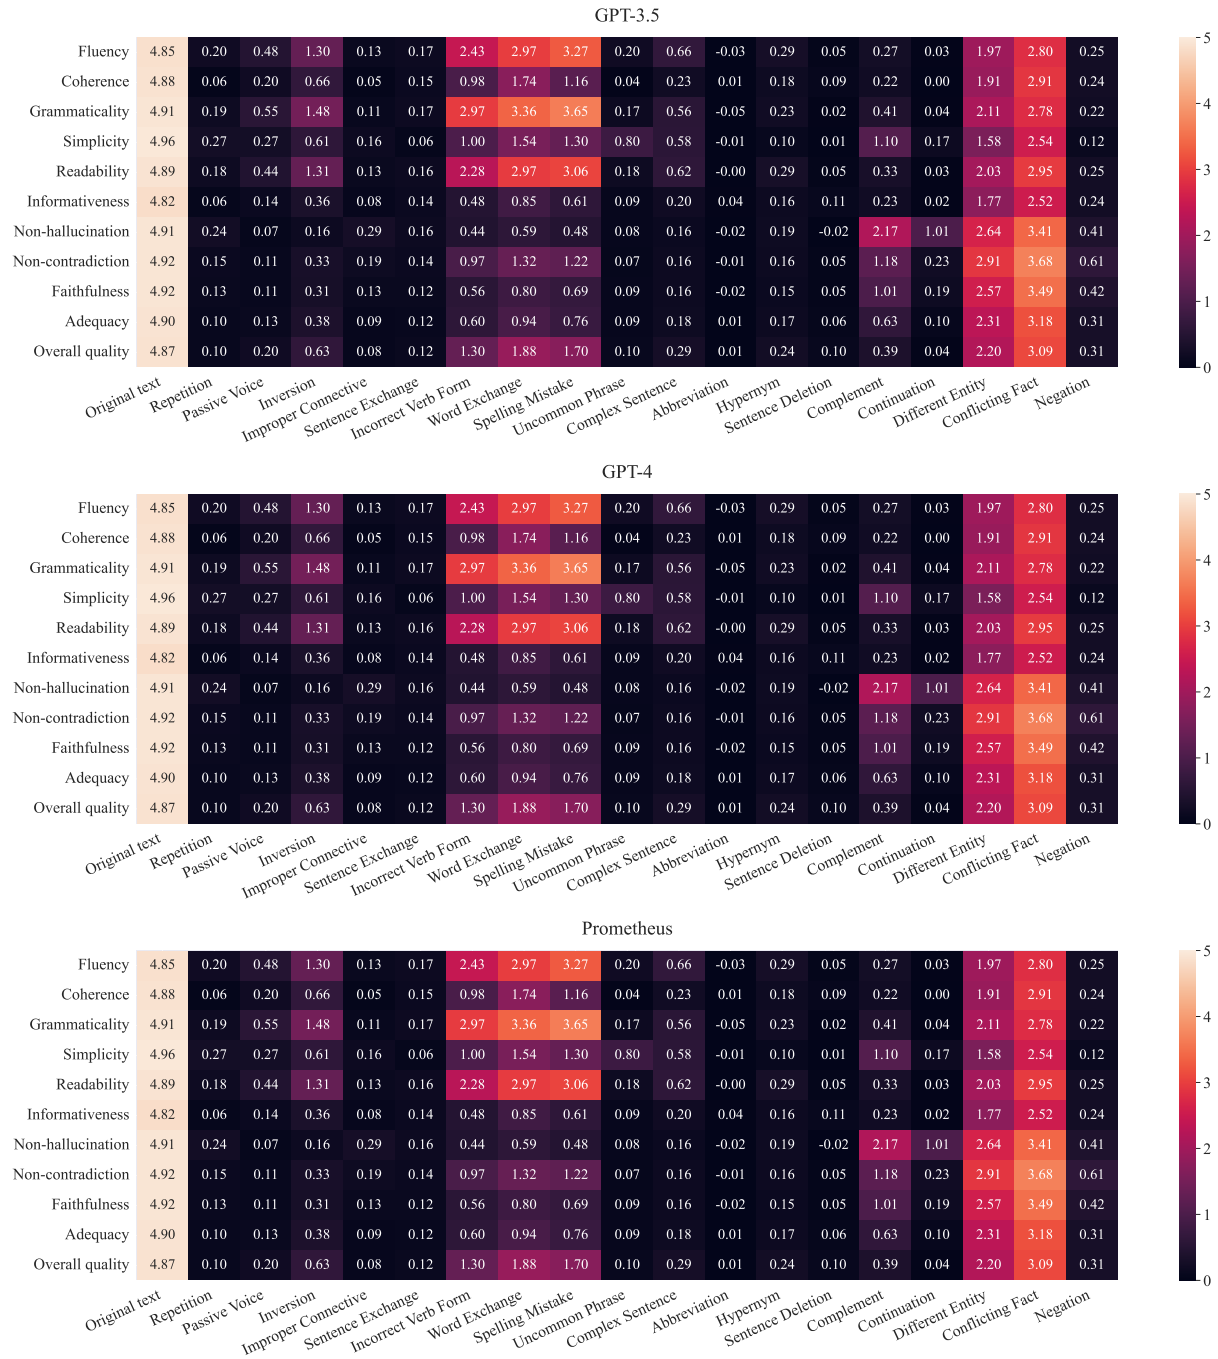 GPT-3.5
Fluency 4.85 0.20 0.48 1.30 0.13 0.17 2.43 2.97 3.27 0.20 0.66 -0.03 0.29 0.05 0.27 0.03 1.97 2.80 0.25
Coherence 4.88 0.06 0.20 0.66 0.05 0.15 0.98 1.74 1.16 0.04 0.23 0.01 0.18 0.09 0.22 0.00 1.91 2.91 0.24
Grammaticality 4.91 0.19 0.55 1.48 0.11 0.17 2.97 3.36 3.65 0.17 0.56 -0.05 0.23 0.02 0.41 0.04 2.11 2.78 0.22
Simplicity 4.96 0.27 0.27 0.61 0.16 0.06 1.00 1.54 1.30 0.80 0.58 -0.01 0.10 0.01 1.10 0.17 1.58 2.54 0.12
Readability 4.89 0.18 0.44 1.31 0.13 0.16 2.28 2.97 3.06 0.18 0.62 -0.00 0.29 0.05 0.33 0.03 2.03 2.95 0.25
Informativeness 4.82 0.06 0.14 0.36 0.08 0.14 0.48 0.85 0.61 0.09 0.20 0.04 0.16 0.11 0.23 0.02 1.77 2.52 0.24
Non-hallucination 4.91 0.24 0.07 0.16 0.29 0.16 0.44 0.59 0.48 0.08 0.16 -0.02 0.19 -0.02 2.17 1.01 2.64 3.41 0.41
Non-contradiction 4.92 0.15 0.11 0.33 0.19 0.14 0.97 1.32 1.22 0.07 0.16 -0.01 0.16 0.05 1.18 0.23 2.91 3.68 0.61
Faithfulness 4.92 0.13 0.11 0.31 0.13 0.12 0.56 0.80 0.69 0.09 0.16 -0.02 0.15 0.05 1.01 0.19 2.57 3.49 0.42
Adequacy 4.90 0.10 0.13 0.38 0.09 0.12 0.60 0.94 0.76 0.09 0.18 0.01 0.17 0.06 0.63 0.10 2.31 3.18 0.31
Overall quality 4.87 0.10 0.20 0.63 0.08 0.12 1.30 1.88 1.70 0.10 0.29 0.01 0.24 0.10 0.39 0.04 2.20 3.09 0.31
Original text Repetition Passive Voice Inversion Improper Connective Sentence Exchange Incorrect Verb Form Word Exchange Spelling Mistake Uncommon Phrase Complex Sentence Abbreviation Hypernym Sentence Deletion Complement Continuation Different Entity Conflicting Fact Negation
5
4
3
2
1
0
GPT-4
Fluency 4.85 0.20 0.48 1.30 0.13 0.17 2.43 2.97 3.27 0.20 0.66 -0.03 0.29 0.05 0.27 0.03 1.97 2.80 0.25
Coherence 4.88 0.06 0.20 0.66 0.05 0.15 0.98 1.74 1.16 0.04 0.23 0.01 0.18 0.09 0.22 0.00 1.91 2.91 0.24
Grammaticality 4.91 0.19 0.55 1.48 0.11 0.17 2.97 3.36 3.65 0.17 0.56 -0.05 0.23 0.02 0.41 0.04 2.11 2.78 0.22
Simplicity 4.96 0.27 0.27 0.61 0.16 0.06 1.00 1.54 1.30 0.80 0.58 -0.01 0.10 0.01 1.10 0.17 1.58 2.54 0.12
Readability 4.89 0.18 0.44 1.31 0.13 0.16 2.28 2.97 3.06 0.18 0.62 -0.00 0.29 0.05 0.33 0.03 2.03 2.95 0.25
Informativeness 4.82 0.06 0.14 0.36 0.08 0.14 0.48 0.85 0.61 0.09 0.20 0.04 0.16 0.11 0.23 0.02 1.77 2.52 0.24
Non-hallucination 4.91 0.24 0.07 0.16 0.29 0.16 0.44 0.59 0.48 0.08 0.16 -0.02 0.19 -0.02 2.17 1.01 2.64 3.41 0.41
Non-contradiction 4.92 0.15 0.11 0.33 0.19 0.14 0.97 1.32 1.22 0.07 0.16 -0.01 0.16 0.05 1.18 0.23 2.91 3.68 0.61
Faithfulness 4.92 0.13 0.11 0.31 0.13 0.12 0.56 0.80 0.69 0.09 0.16 -0.02 0.15 0.05 1.01 0.19 2.57 3.49 0.42
Adequacy 4.90 0.10 0.13 0.38 0.09 0.12 0.60 0.94 0.76 0.09 0.18 0.01 0.17 0.06 0.63 0.10 2.31 3.18 0.31
Overall quality 4.87 0.10 0.20 0.63 0.08 0.12 1.30 1.88 1.70 0.10 0.29 0.01 0.24 0.10 0.39 0.04 2.20 3.09 0.31
Original text Repetition Passive Voice Inversion Improper Connective Sentence Exchange Incorrect Verb Form Word Exchange Spelling Mistake Uncommon Phrase Complex Sentence Abbreviation Hypernym Sentence Deletion Complement Continuation Different Entity Conflicting Fact Negation
5
4
3
2
1
0
Prometheus
Fluency 4.85 0.20 0.48 1.30 0.13 0.17 2.43 2.97 3.27 0.20 0.66 -0.03 0.29 0.05 0.27 0.03 1.97 2.80 0.25
Coherence 4.88 0.06 0.20 0.66 0.05 0.15 0.98 1.74 1.16 0.04 0.23 0.01 0.18 0.09 0.22 0.00 1.91 2.91 0.24
Grammaticality 4.91 0.19 0.55 1.48 0.11 0.17 2.97 3.36 3.65 0.17 0.56 -0.05 0.23 0.02 0.41 0.04 2.11 2.78 0.22
Simplicity 4.96 0.27 0.27 0.61 0.16 0.06 1.00 1.54 1.30 0.80 0.58 -0.01 0.10 0.01 1.10 0.17 1.58 2.54 0.12
Readability 4.89 0.18 0.44 1.31 0.13 0.16 2.28 2.97 3.06 0.18 0.62 -0.00 0.29 0.05 0.33 0.03 2.03 2.95 0.25
Informativeness 4.82 0.06 0.14 0.36 0.08 0.14 0.48 0.85 0.61 0.09 0.20 0.04 0.16 0.11 0.23 0.02 1.77 2.52 0.24
Non-hallucination 4.91 0.24 0.07 0.16 0.29 0.16 0.44 0.59 0.48 0.08 0.16 -0.02 0.19 -0.02 2.17 1.01 2.64 3.41 0.41
Non-contradiction 4.92 0.15 0.11 0.33 0.19 0.14 0.97 1.32 1.22 0.07 0.16 -0.01 0.16 0.05 1.18 0.23 2.91 3.68 0.61
Faithfulness 4.92 0.13 0.11 0.31 0.13 0.12 0.56 0.80 0.69 0.09 0.16 -0.02 0.15 0.05 1.01 0.19 2.57 3.49 0.42
Adequacy 4.90 0.10 0.13 0.38 0.09 0.12 0.60 0.94 0.76 0.09 0.18 0.01 0.17 0.06 0.63 0.10 2.31 3.18 0.31
Overall quality 4.87 0.10 0.20 0.63 0.08 0.12 1.30 1.88 1.70 0.10 0.29 0.01 0.24 0.10 0.39 0.04 2.20 3.09 0.31
Original text Repetition Passive Voice Inversion Improper Connective Sentence Exchange Incorrect Verb Form Word Exchange Spelling Mistake Uncommon Phrase Complex Sentence Abbreviation Hypernym Sentence Deletion Complement Continuation Different Entity Conflicting Fact Negation
5
4
3
2
1
0